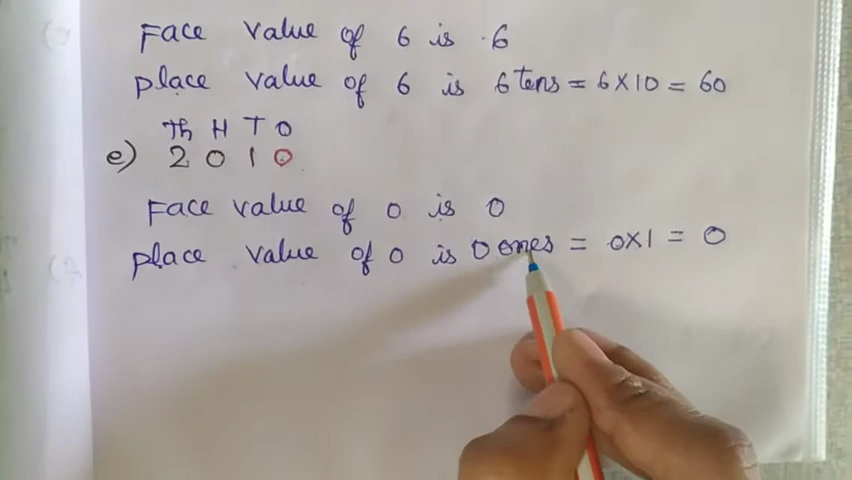 Face value of 6 is 6
place value of 6 is 6 tens = 6×10 = 60
Th H T O
e) 2 0 1 0
Face value of 0 is 0
place value of 0 is 0 ones = 0×1 = 0